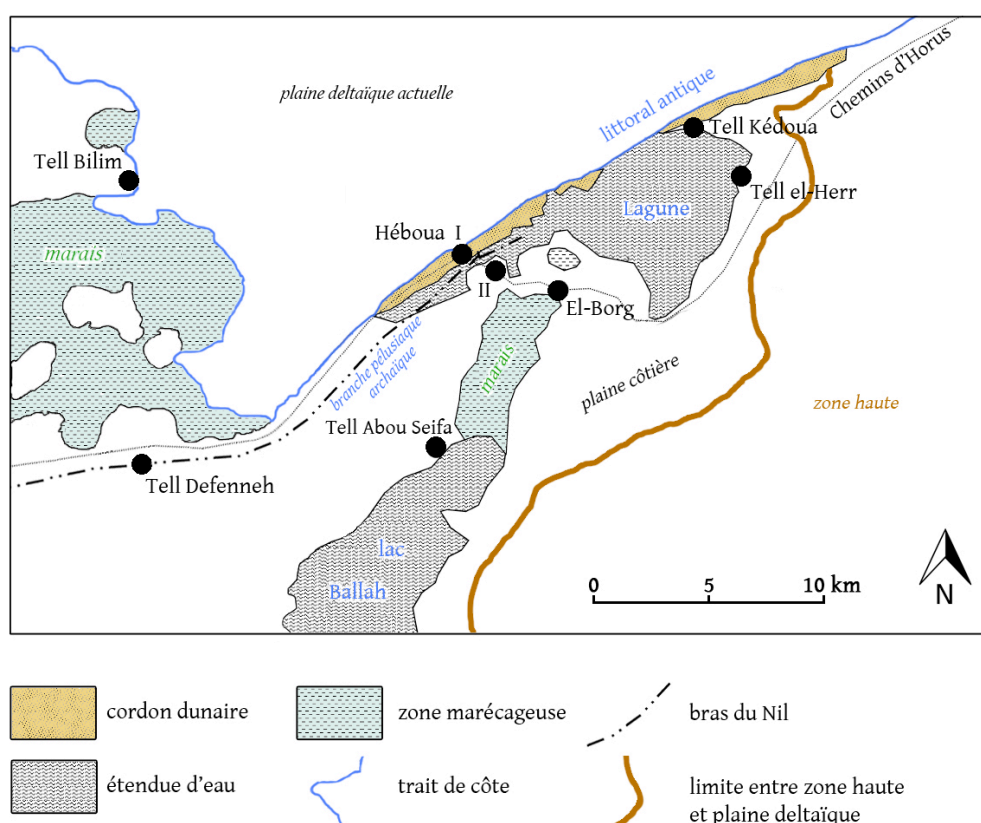 plaine deltaïque actuelle
littoral antique
Chemins d'Horus
Tell Kédoua
Tell Bilim
Tell el-Herr
Lagune
Héboua I
marais
II
El-Borg
branche pélusiaque
archaïque
marais
plaine côtière
zone haute
Tell Abou Seifa
Tell Defenneh
lac
Ballah
0 5 10 km
N
cordon dunaire
zone marécageuse
bras du Nil
étendue d'eau
trait de côte
limite entre zone haute
et plaine deltaïque